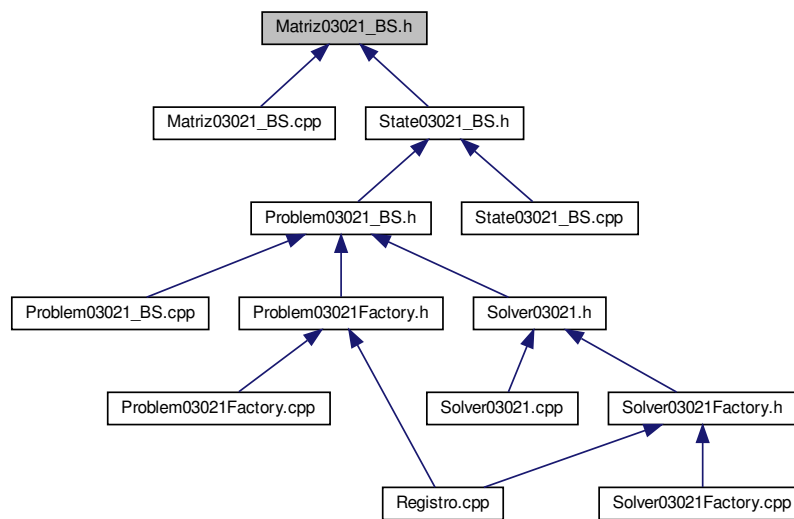 Matriz03021_BS.h
Matriz03021_BS.cpp
State03021_BS.h
Problem03021_BS.h
State03021_BS.cpp
Problem03021_BS.cpp
Problem03021Factory.h
Solver03021.h
Problem03021Factory.cpp
Solver03021.cpp
Solver03021Factory.h
Registro.cpp
Solver03021Factory.cpp